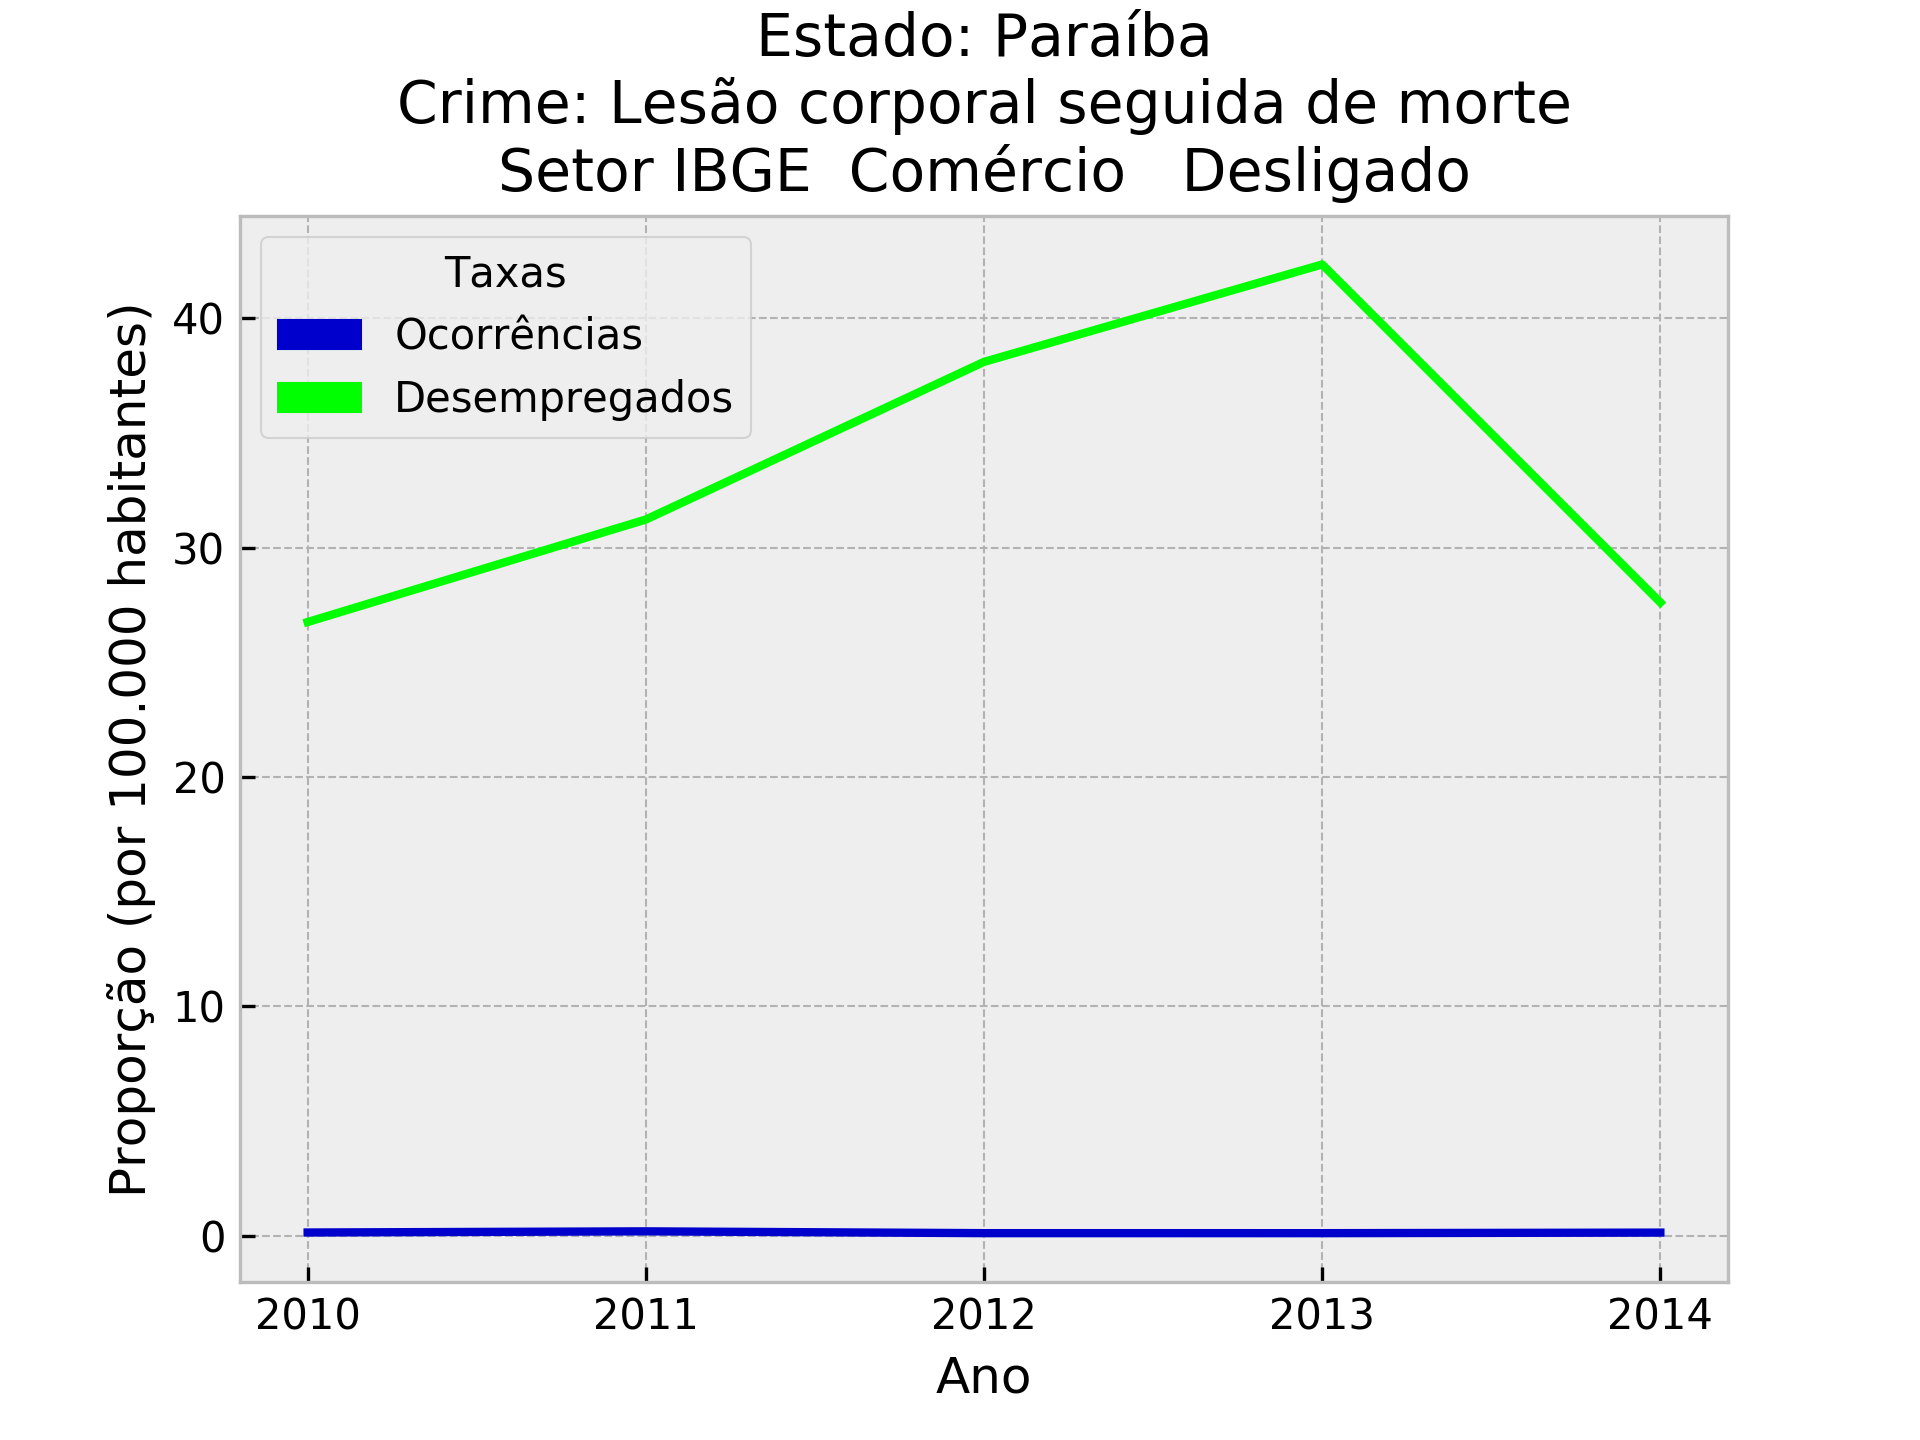 Estado: Paraíba
Crime: Lesão corporal seguida de morte
Setor IBGE  Comércio   Desligado
Taxas
Ocorrências
Desempregados
Proporção (por 100.000 habitantes)
40
30
20
10
0
2010
2011
2012
2013
2014
Ano